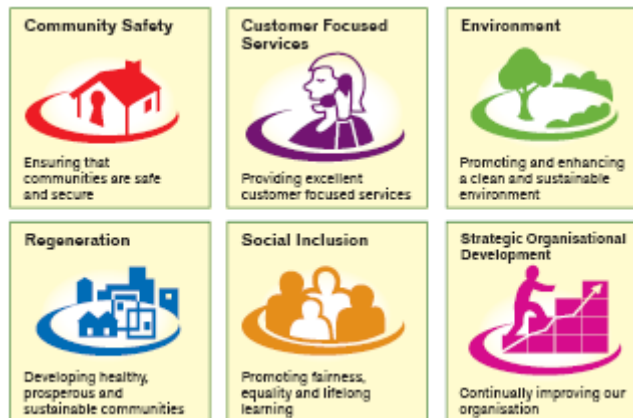 Community Safety
Ensuring that
communities are safe
and secure
Customer Focused
Services
Providing excellent
customer focused services
Environment
Promoting and enhancing
a clean and sustainable
environment
Regeneration
Developing healthy,
prosperous and
sustainable communities
Social Inclusion
Promoting fairness,
equality and lifelong
learning
Strategic Organisational
Development
Continually improving our
organisation